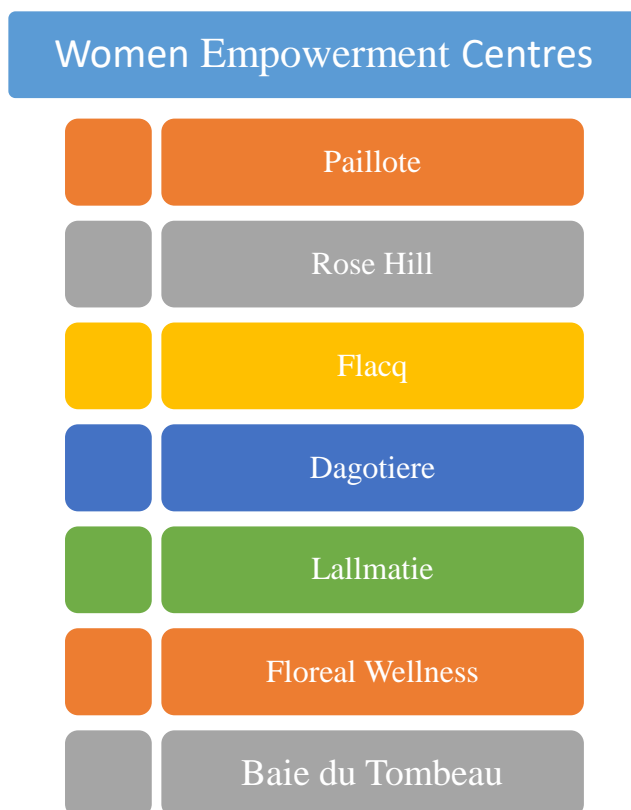 Women Empowerment Centres
Paillote
Rose Hill
Flacq
Dagotiere
Lallmatie
Floreal Wellness
Baie du Tombeau